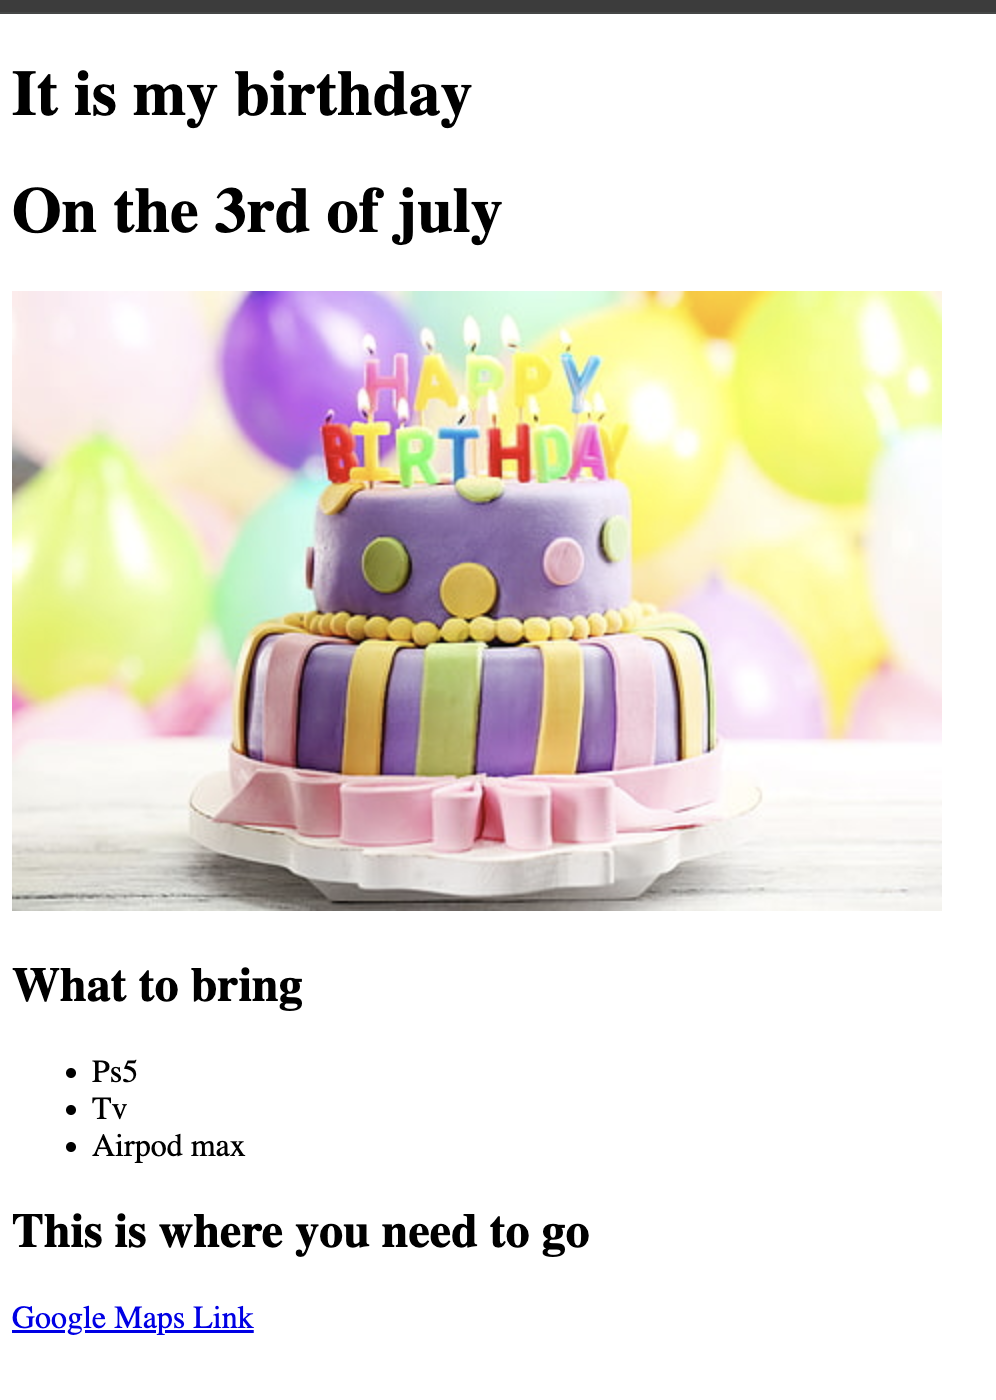 It is my birthday
On the 3rd of july
HAPPY
BIRTHDAY
What to bring
Ps5
Tv
Airpod max
This is where you need to go
Google Maps Link